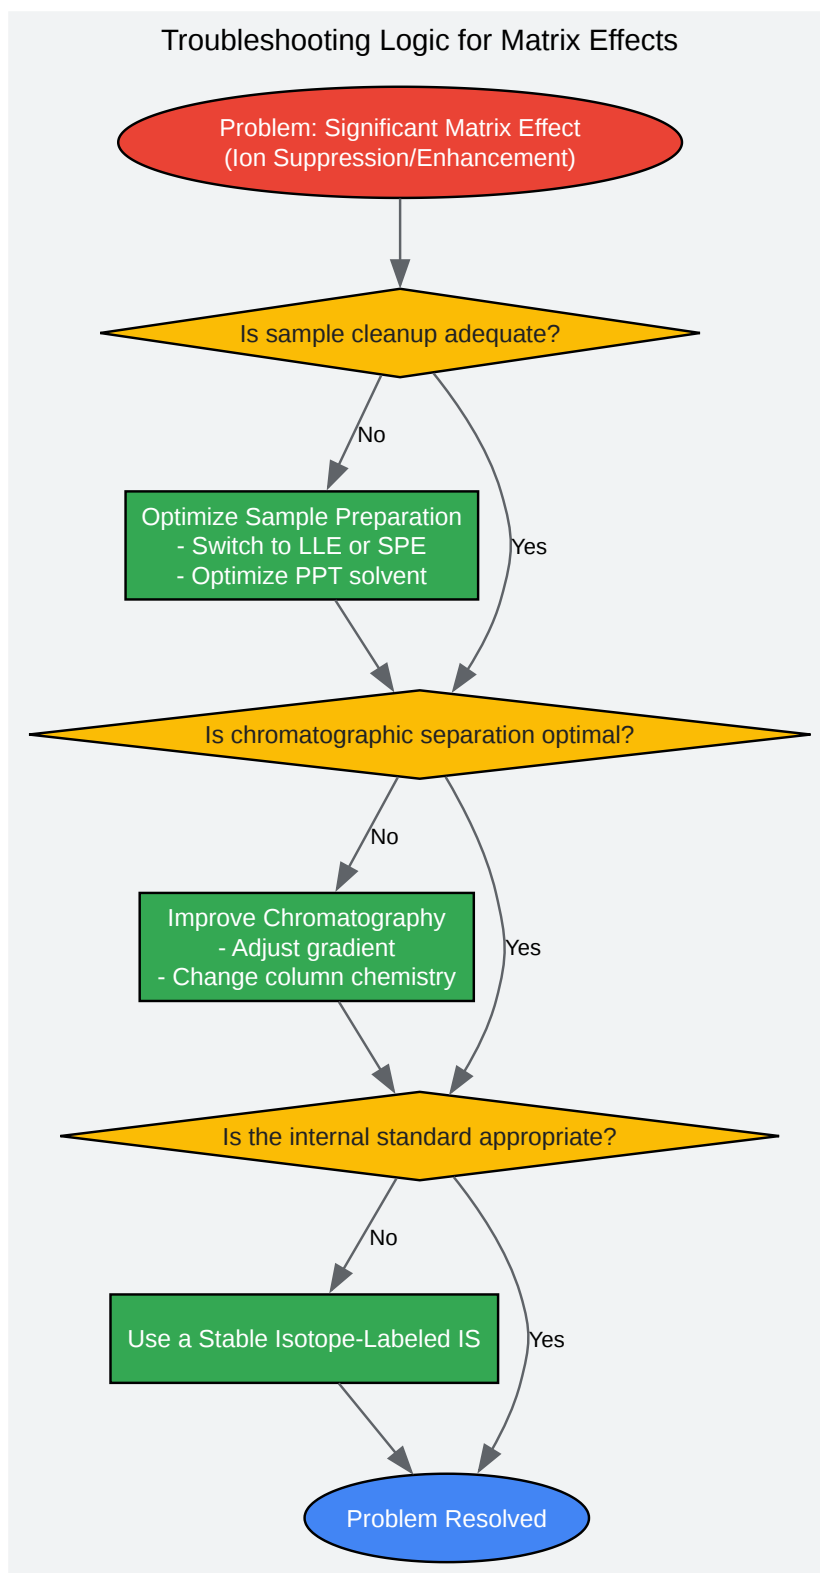 Troubleshooting Logic for Matrix Effects
Problem: Significant Matrix Effect
(Ion Suppression/Enhancement)
Is sample cleanup adequate?
No
Optimize Sample Preparation
- Switch to LLE or SPE
- Optimize PPT solvent
Yes
Is chromatographic separation optimal?
No
Improve Chromatography
- Adjust gradient
- Change column chemistry
Yes
Is the internal standard appropriate?
No
Use a Stable Isotope-Labeled IS
Yes
Problem Resolved